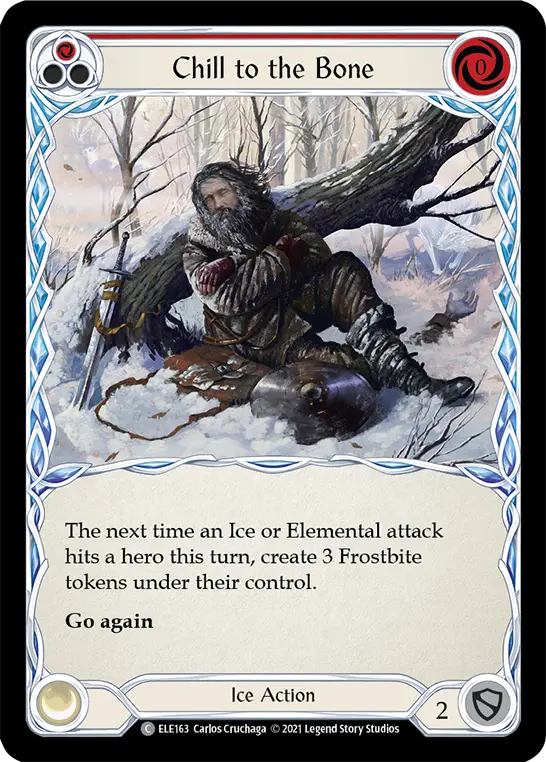 Chill to the Bone
0
The next time an Ice or Elemental attack
hits a hero this turn, create 3 Frostbite
tokens under their control.
Go again
Ice Action
2
C ELE163 Carlos Cruchaga © 2021 Legend Story Studios